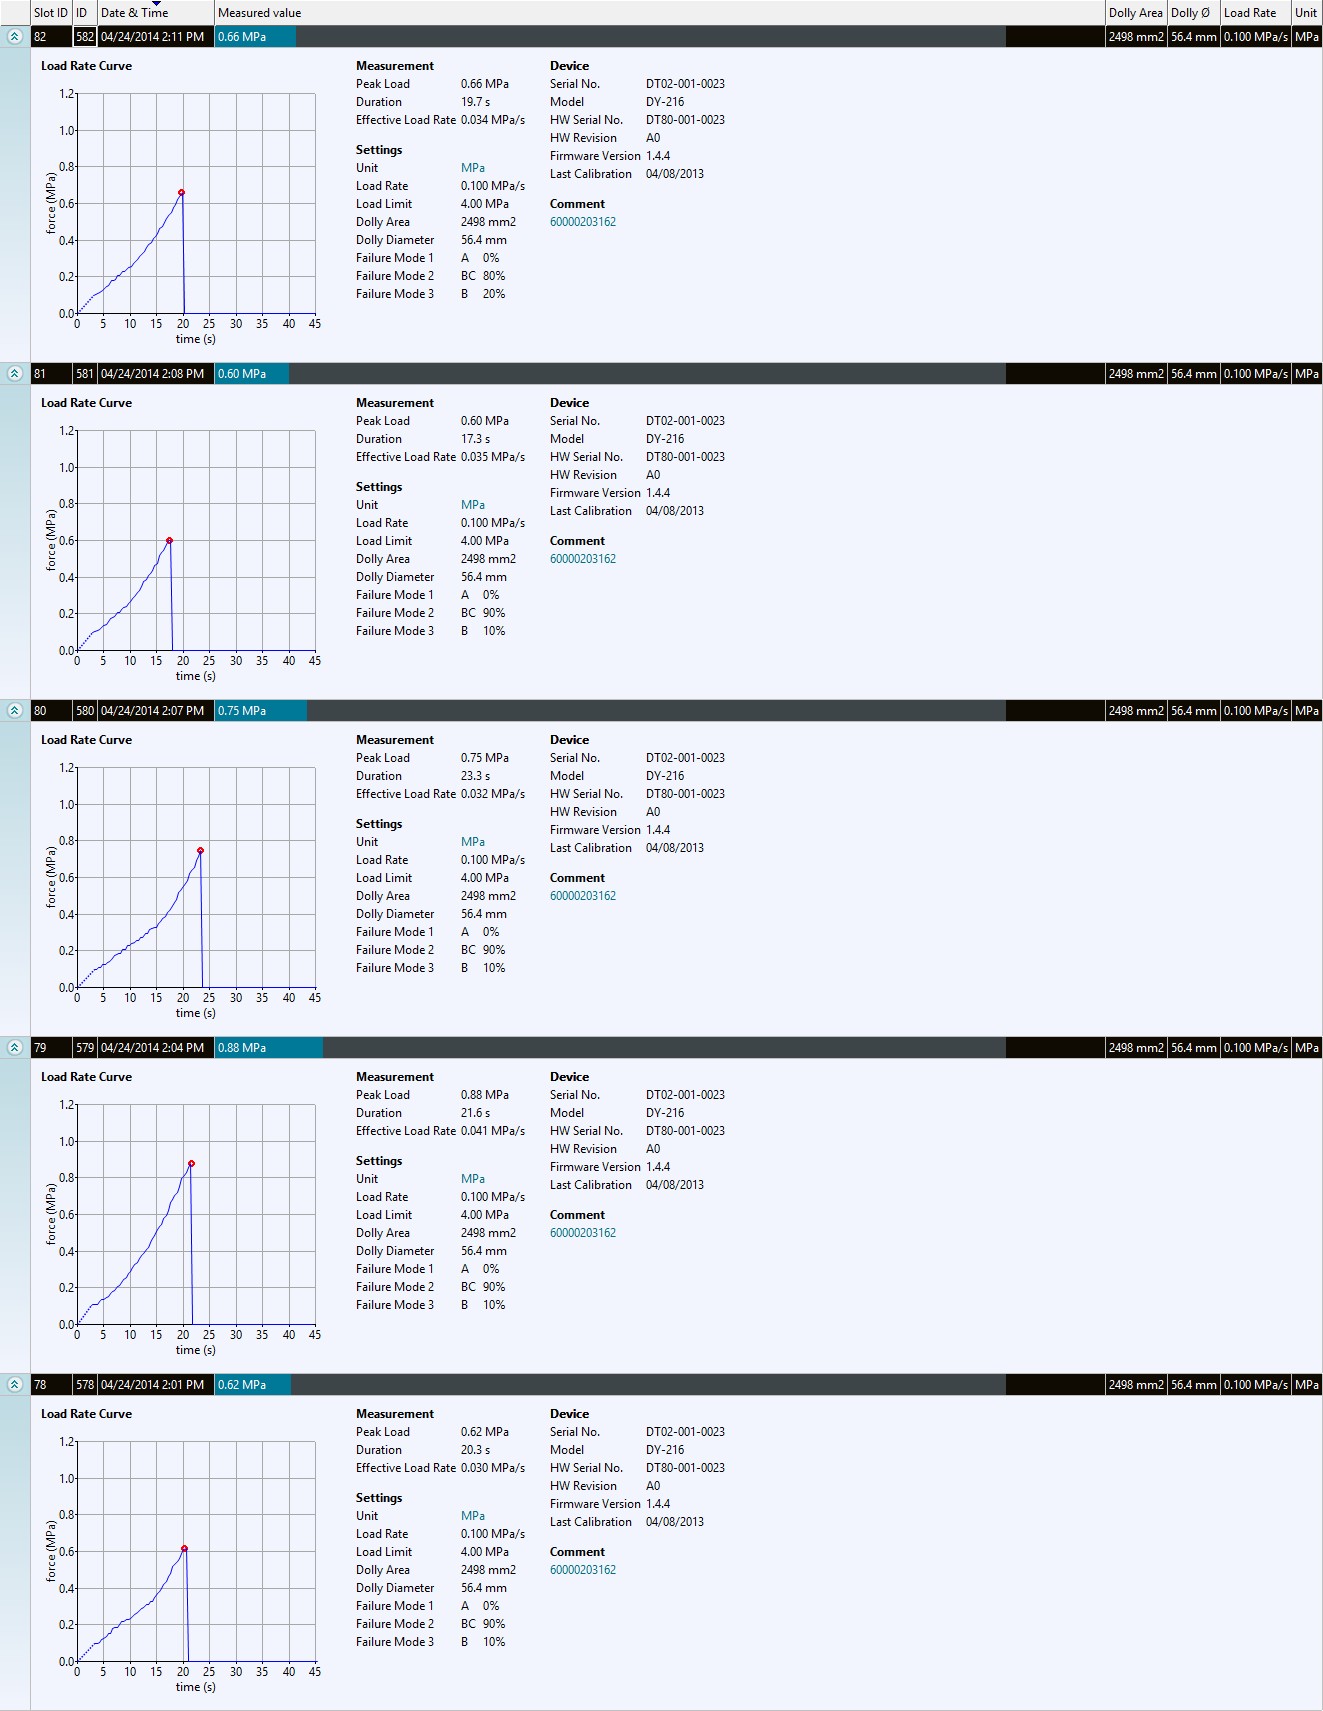 Slot ID ID Date & Time Measured value Dolly Area Dolly Ø Load Rate Unit
82 582 04/24/2014 2:11 PM 0.66 MPa 2498 mm2 56.4 mm 0.100 MPa/s MPa
Load Rate Curve
1.2
1.0
0.8
0.6
0.4
0.2
0.0
force (MPa)
0 5 10 15 20 25 30 35 40 45
time (s)
Measurement
Peak Load 0.66 MPa
Duration 19.7 s
Effective Load Rate 0.034 MPa/s
Settings
Unit MPa
Load Rate 0.100 MPa/s
Load Limit 4.00 MPa
Dolly Area 2498 mm2
Dolly Diameter 56.4 mm
Failure Mode 1 A 0%
Failure Mode 2 BC 80%
Failure Mode 3 B 20%
Device
Serial No. DT02-001-0023
Model DY-216
HW Serial No. DT80-001-0023
HW Revision A0
Firmware Version 1.4.4
Last Calibration 04/08/2013
Comment
60000203162
81 581 04/24/2014 2:08 PM 0.60 MPa 2498 mm2 56.4 mm 0.100 MPa/s MPa
Load Rate Curve
1.2
1.0
0.8
0.6
0.4
0.2
0.0
force (MPa)
0 5 10 15 20 25 30 35 40 45
time (s)
Measurement
Peak Load 0.60 MPa
Duration 17.3 s
Effective Load Rate 0.035 MPa/s
Settings
Unit MPa
Load Rate 0.100 MPa/s
Load Limit 4.00 MPa
Dolly Area 2498 mm2
Dolly Diameter 56.4 mm
Failure Mode 1 A 0%
Failure Mode 2 BC 90%
Failure Mode 3 B 10%
Device
Serial No. DT02-001-0023
Model DY-216
HW Serial No. DT80-001-0023
HW Revision A0
Firmware Version 1.4.4
Last Calibration 04/08/2013
Comment
60000203162
80 580 04/24/2014 2:07 PM 0.75 MPa 2498 mm2 56.4 mm 0.100 MPa/s MPa
Load Rate Curve
1.2
1.0
0.8
0.6
0.4
0.2
0.0
force (MPa)
0 5 10 15 20 25 30 35 40 45
time (s)
Measurement
Peak Load 0.75 MPa
Duration 23.3 s
Effective Load Rate 0.032 MPa/s
Settings
Unit MPa
Load Rate 0.100 MPa/s
Load Limit 4.00 MPa
Dolly Area 2498 mm2
Dolly Diameter 56.4 mm
Failure Mode 1 A 0%
Failure Mode 2 BC 90%
Failure Mode 3 B 10%
Device
Serial No. DT02-001-0023
Model DY-216
HW Serial No. DT80-001-0023
HW Revision A0
Firmware Version 1.4.4
Last Calibration 04/08/2013
Comment
60000203162
79 579 04/24/2014 2:04 PM 0.88 MPa 2498 mm2 56.4 mm 0.100 MPa/s MPa
Load Rate Curve
1.2
1.0
0.8
0.6
0.4
0.2
0.0
force (MPa)
0 5 10 15 20 25 30 35 40 45
time (s)
Measurement
Peak Load 0.88 MPa
Duration 21.6 s
Effective Load Rate 0.041 MPa/s
Settings
Unit MPa
Load Rate 0.100 MPa/s
Load Limit 4.00 MPa
Dolly Area 2498 mm2
Dolly Diameter 56.4 mm
Failure Mode 1 A 0%
Failure Mode 2 BC 90%
Failure Mode 3 B 10%
Device
Serial No. DT02-001-0023
Model DY-216
HW Serial No. DT80-001-0023
HW Revision A0
Firmware Version 1.4.4
Last Calibration 04/08/2013
Comment
60000203162
78 578 04/24/2014 2:01 PM 0.62 MPa 2498 mm2 56.4 mm 0.100 MPa/s MPa
Load Rate Curve
1.2
1.0
0.8
0.6
0.4
0.2
0.0
force (MPa)
0 5 10 15 20 25 30 35 40 45
time (s)
Measurement
Peak Load 0.62 MPa
Duration 20.3 s
Effective Load Rate 0.030 MPa/s
Settings
Unit MPa
Load Rate 0.100 MPa/s
Load Limit 4.00 MPa
Dolly Area 2498 mm2
Dolly Diameter 56.4 mm
Failure Mode 1 A 0%
Failure Mode 2 BC 90%
Failure Mode 3 B 10%
Device
Serial No. DT02-001-0023
Model DY-216
HW Serial No. DT80-001-0023
HW Revision A0
Firmware Version 1.4.4
Last Calibration 04/08/2013
Comment
60000203162